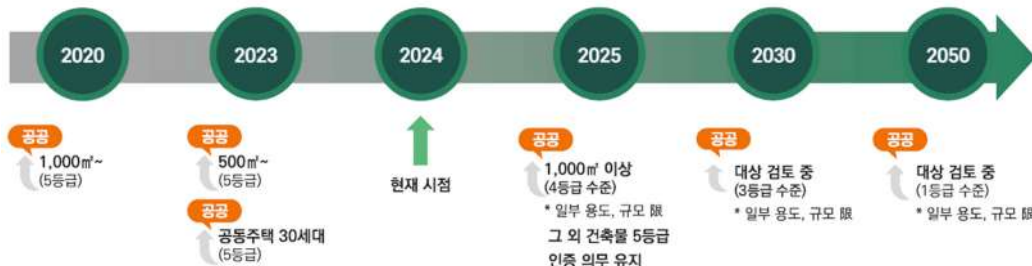 2020
2023
2024
2025
2030
2050
공공
1,000㎡~
(5등급)
공공
500㎡~
(5등급)
공공
공동주택 30세대
(5등급)
현재 시점
공공
1,000㎡ 이상
(4등급 수준)
* 일부 용도, 규모 限
그 외 건축물 5등급
인증 의무 유지
공공
대상 검토 중
(3등급 수준)
* 일부 용도, 규모 限
공공
대상 검토 중
(1등급 수준)
* 일부 용도, 규모 限